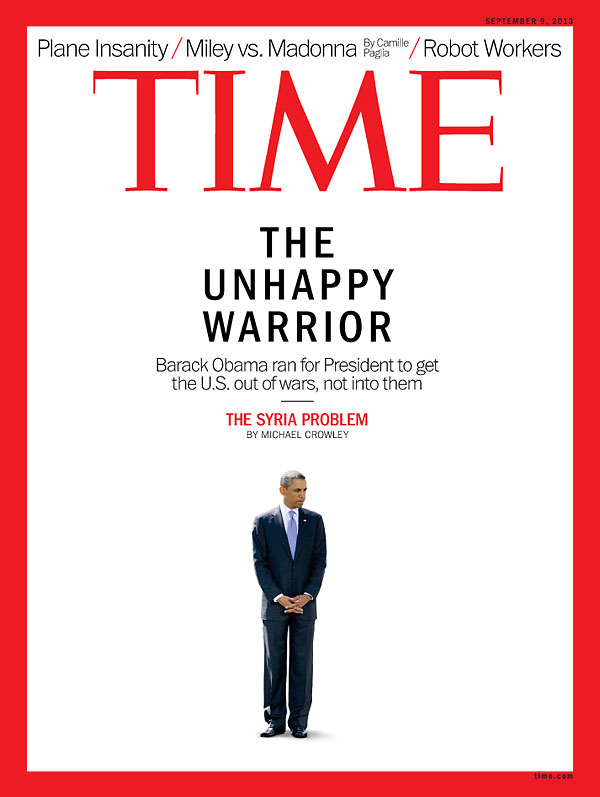 SEPTEMBER 9, 2013
Plane Insanity / Miley vs. Madonna By Camille Paglia / Robot Workers
TIME
THE
UNHAPPY
WARRIOR
Barack Obama ran for President to get
the U.S. out of wars, not into them
THE SYRIA PROBLEM
BY MICHAEL CROWLEY
time.com